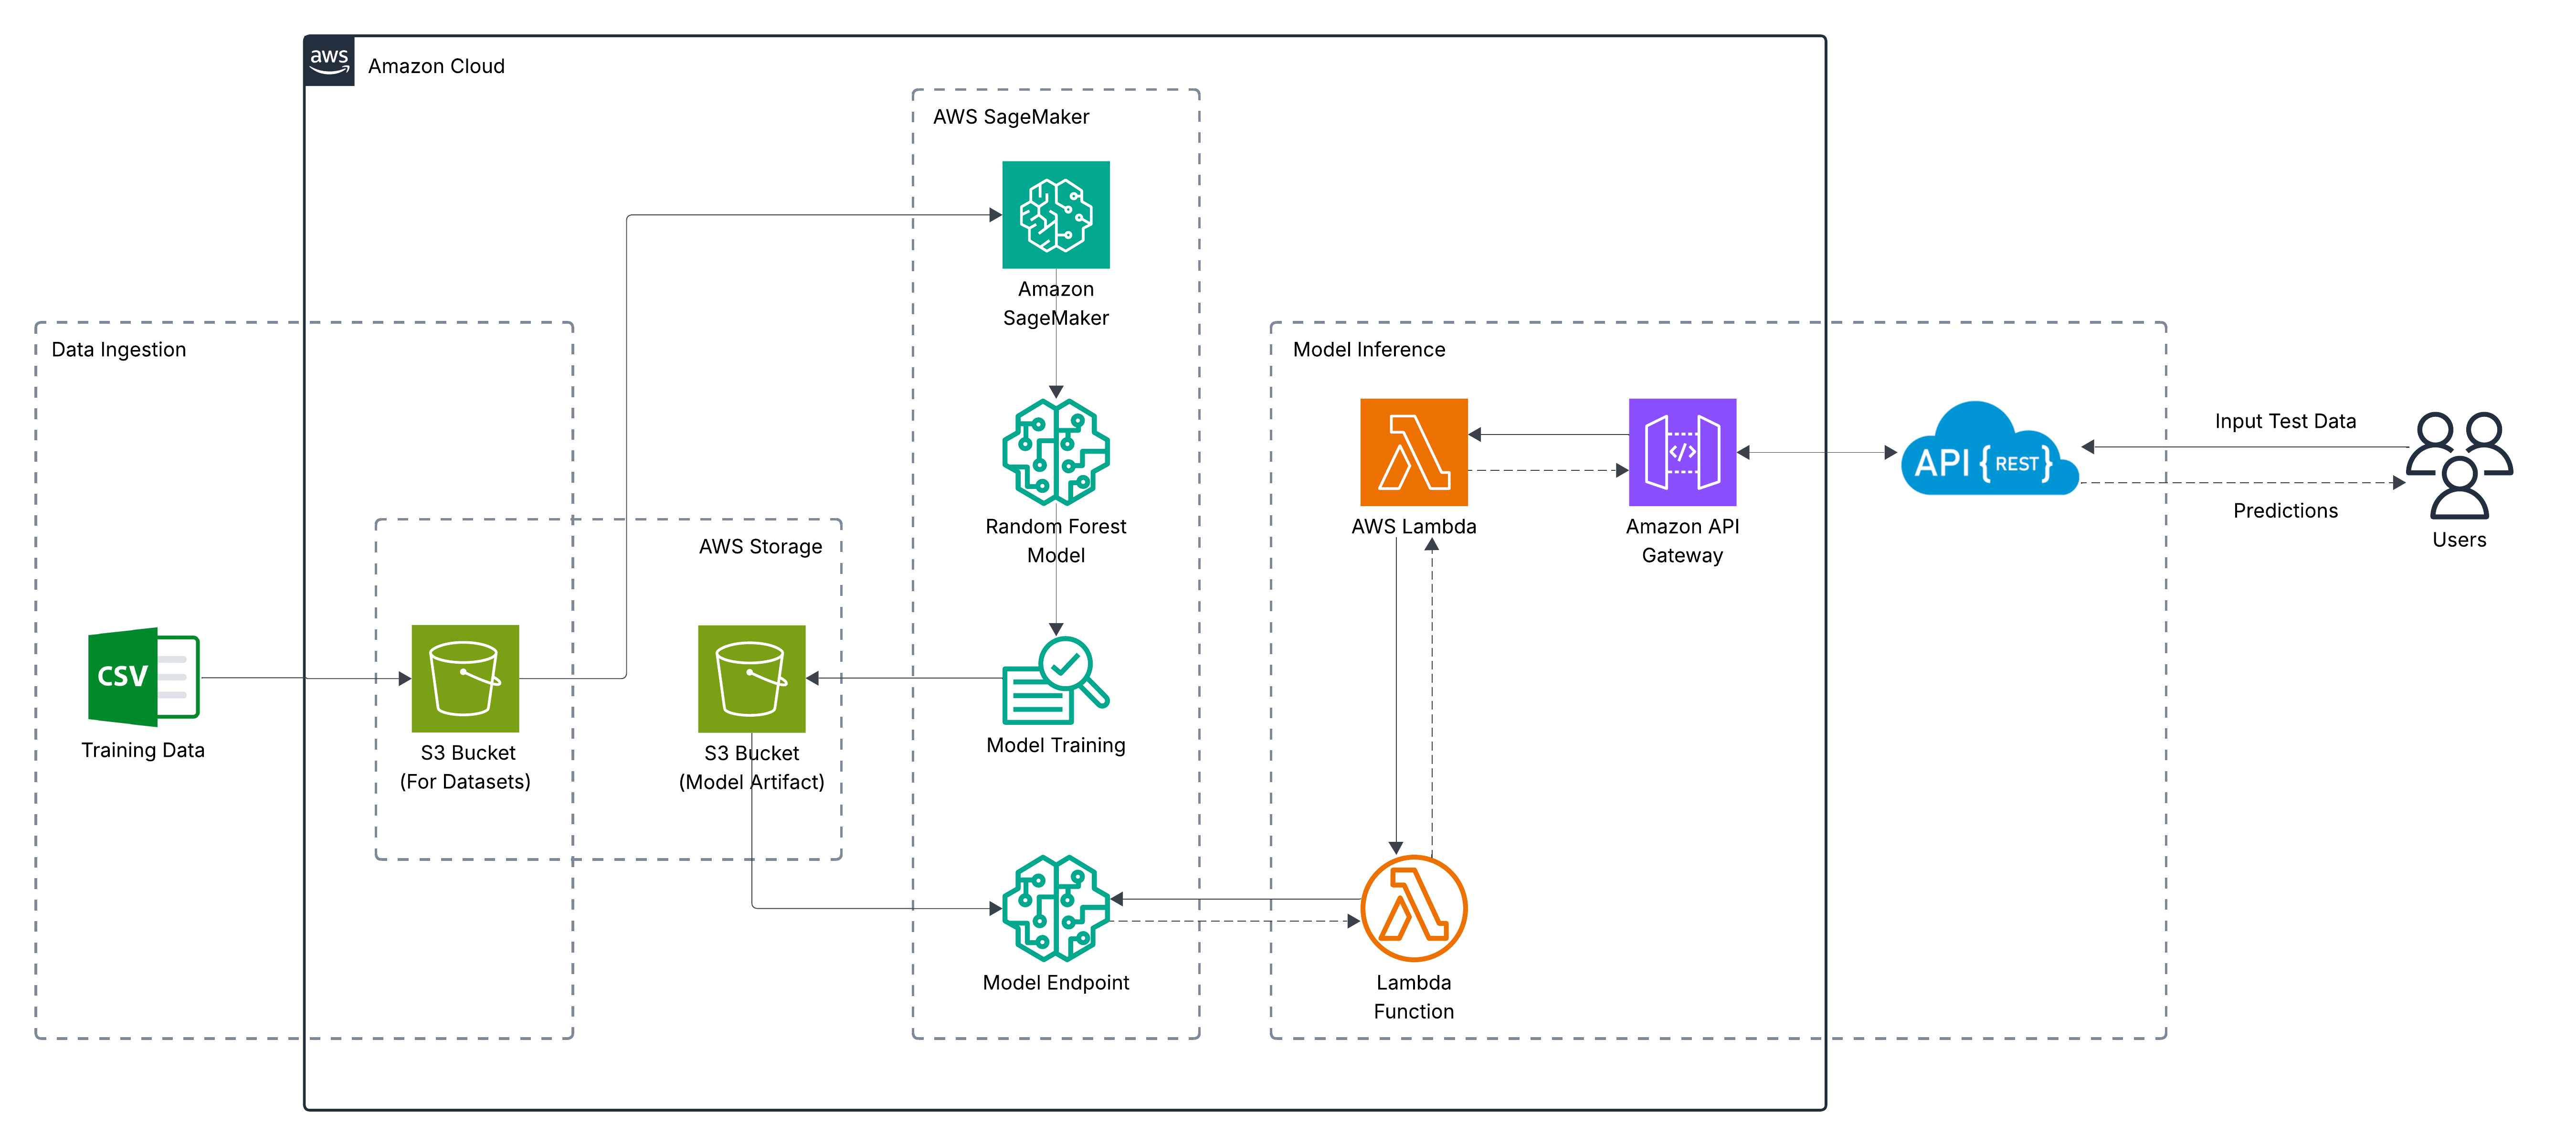 aws
Amazon Cloud
AWS SageMaker
Amazon
SageMaker
Data Ingestion
Model Inference
Input Test Data
API {REST}
Predictions
Users
Random Forest
Model
AWS Lambda
Amazon API
Gateway
</>
AWS Storage
CSV
Training Data
S3 Bucket
(For Datasets)
S3 Bucket
(Model Artifact)
Model Training
Model Endpoint
Lambda
Function